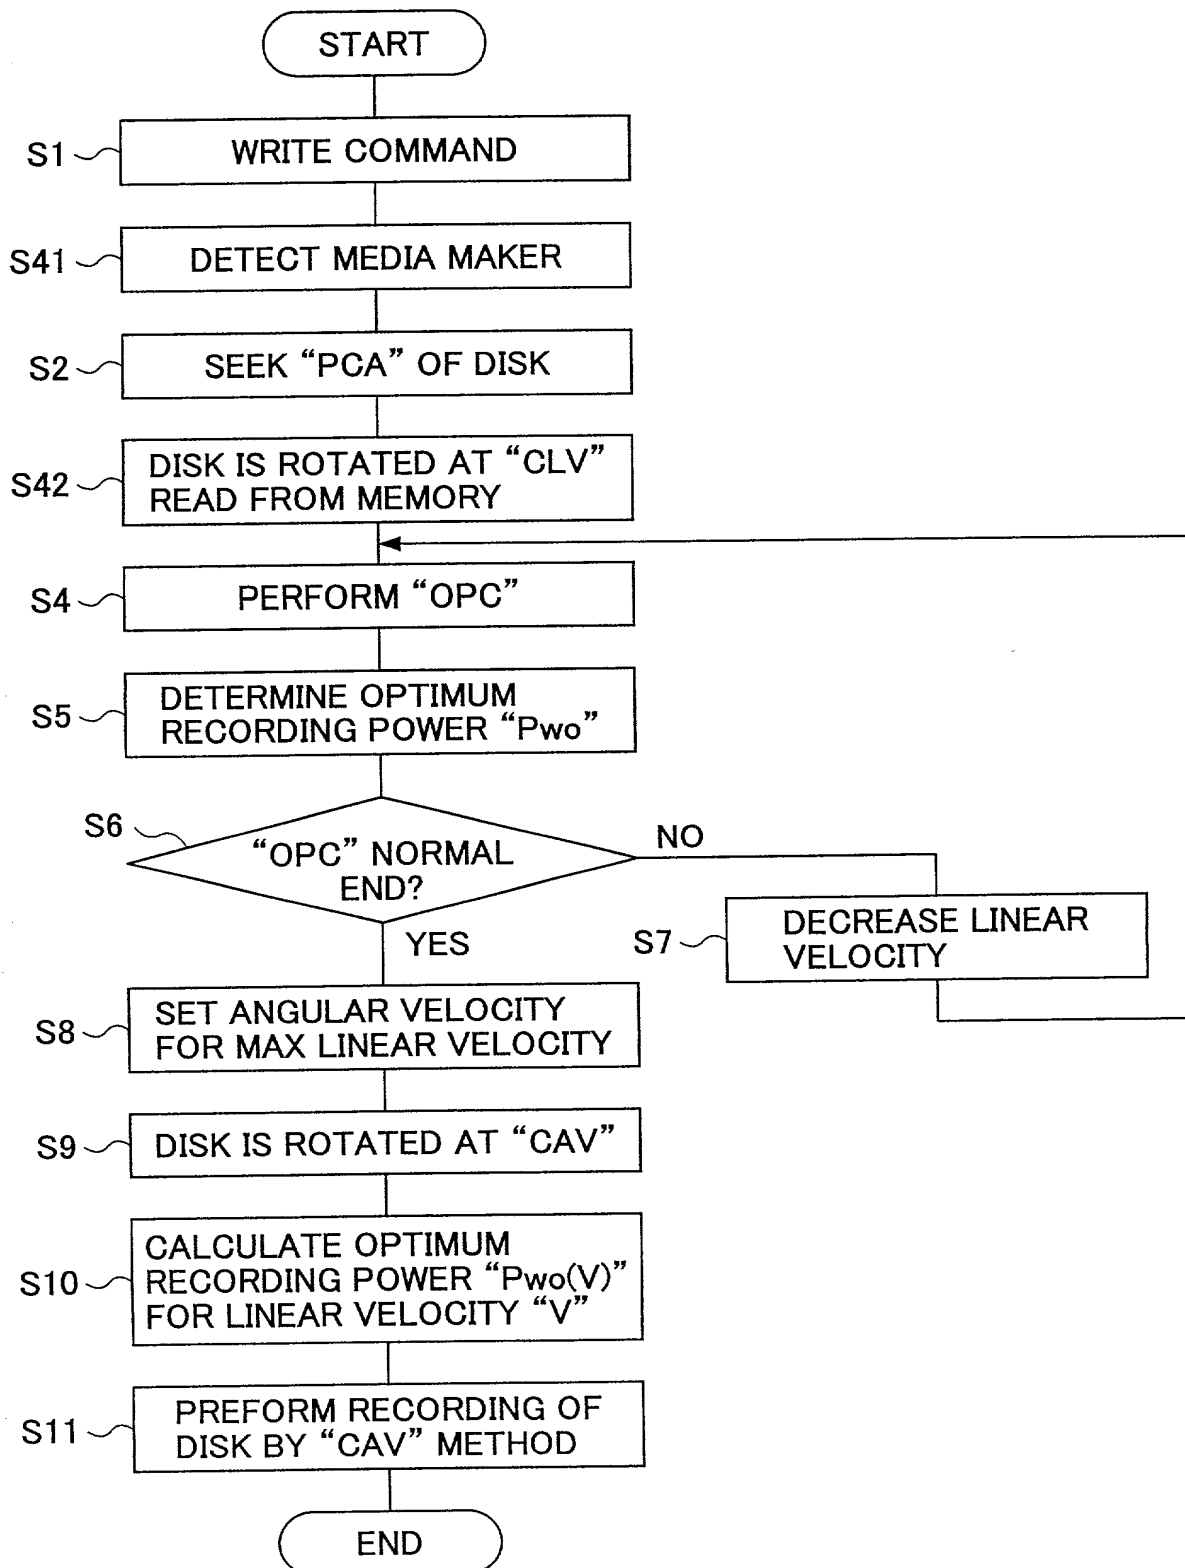 START
S1
WRITE COMMAND
S41
DETECT MEDIA MAKER
S2
SEEK “PCA” OF DISK
S42
DISK IS ROTATED AT “CLV”
READ FROM MEMORY
S4
PERFORM “OPC”
S5
DETERMINE OPTIMUM
RECORDING POWER “Pwo”
S6
“OPC” NORMAL
END?
NO
YES
S7
DECREASE LINEAR
VELOCITY
S8
SET ANGULAR VELOCITY
FOR MAX LINEAR VELOCITY
S9
DISK IS ROTATED AT “CAV”
S10
CALCULATE OPTIMUM
RECORDING POWER “Pwo(V)”
FOR LINEAR VELOCITY “V”
S11
PREFORM RECORDING OF
DISK BY “CAV” METHOD
END